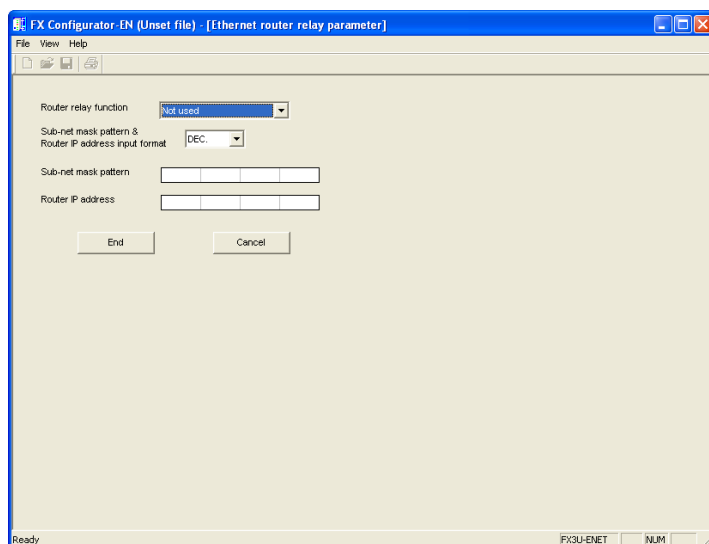 FX Configurator-EN (Unset file) - [Ethernet router relay parameter]
File View Help
Router relay function Not used
Sub-net mask pattern &
Router IP address input format DEC.
Sub-net mask pattern
Router IP address
End Cancel
Ready FX3U-ENET NUM